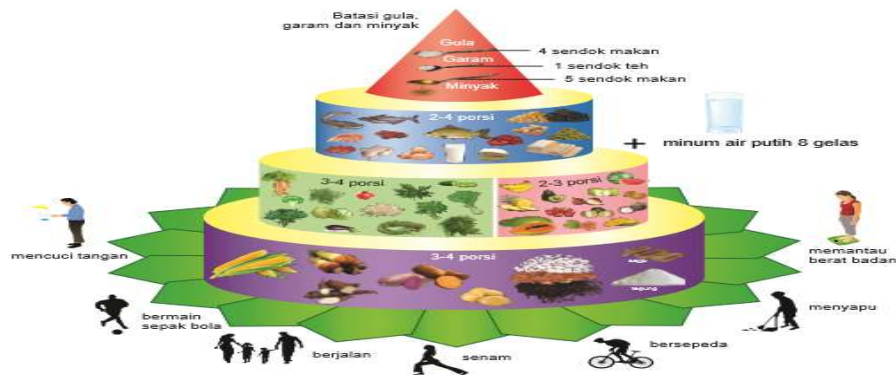 Batasi gula,
garam dan minyak
Gula
4 sendok makan
Garam
1 sendok teh
5 sendok makan
Minyak
2-4 porsi
+ minum air putih 8 gelas
3-4 porsi
2-3 porsi
mencuci tangan
3-4 porsi
sagu
tepung
memantau
berat badan
bermain
sepak bola
menyapu
berjalan
senam
bersepeda